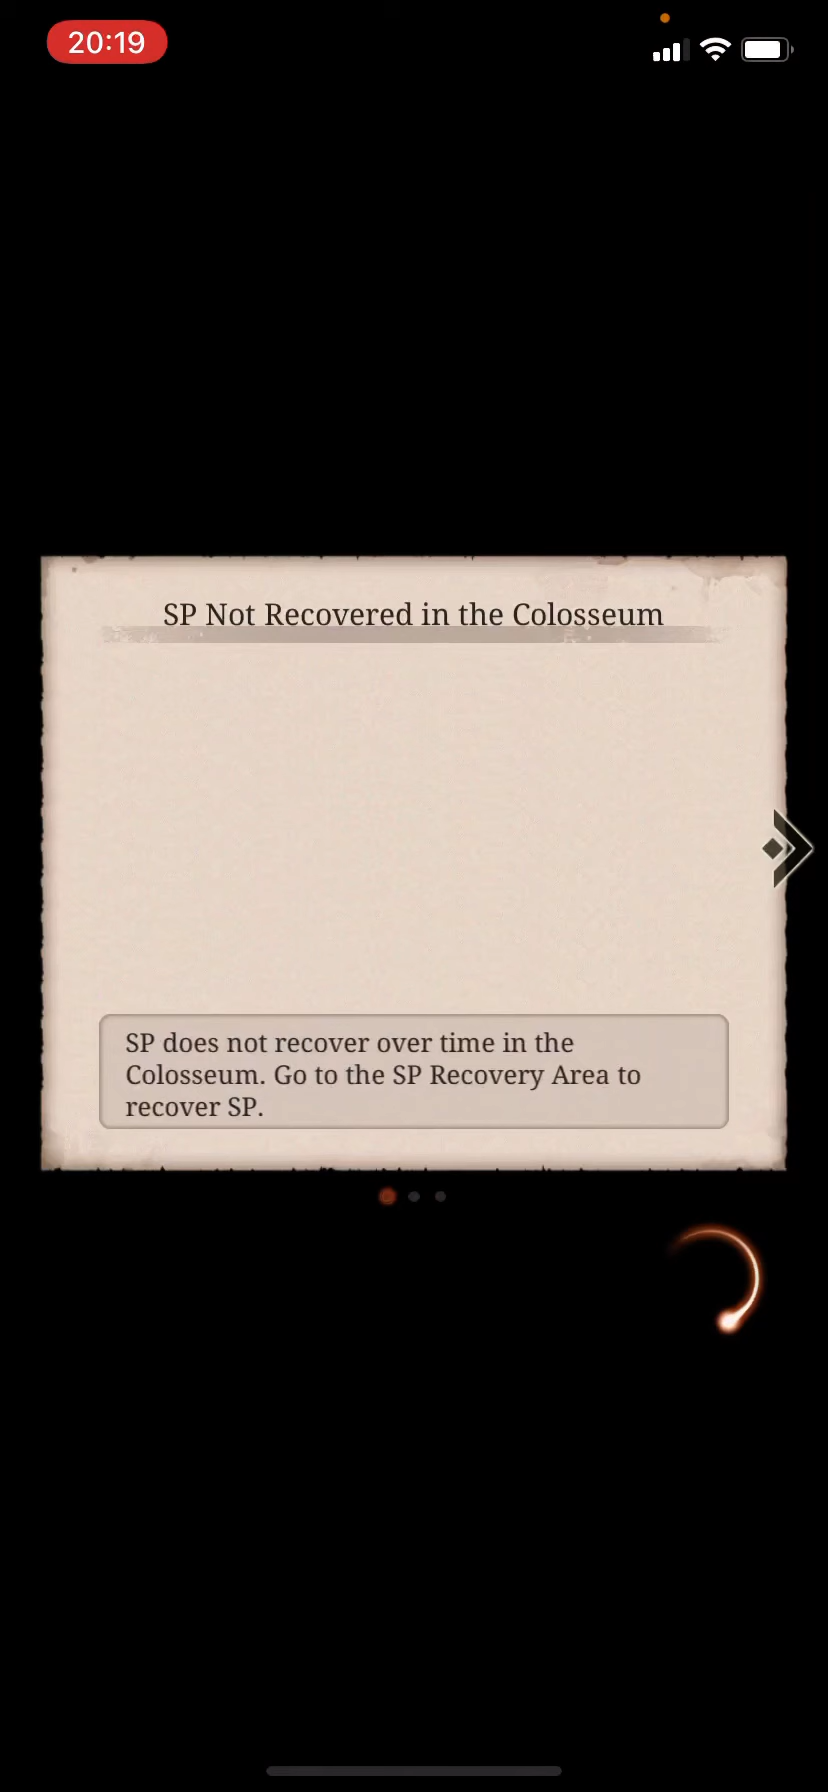 20:19
SP Not Recovered in the Colosseum
SP does not recover over time in the
Colosseum. Go to the SP Recovery Area to
recover SP.